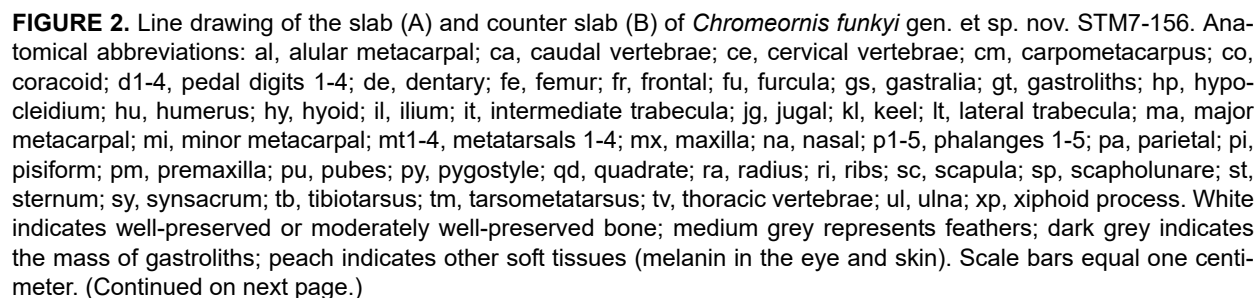 FIGURE 2. Line drawing of the slab (A) and counter slab (B) of Chromeornis funkyi gen. et sp. nov. STM7-156. Ana-
tomical abbreviations: al, alular metacarpal; ca, caudal vertebrae; ce, cervical vertebrae; cm, carpometacarpus; co,
coracoid; d1-4, pedal digits 1-4; de, dentary; fe, femur; fr, frontal; fu, furcula; gs, gastralia; gt, gastroliths; hp, hypo-
cleidium; hu, humerus; hy, hyoid; il, ilium; it, intermediate trabecula; jg, jugal; kl, keel; lt, lateral trabecula; ma, major
metacarpal; mi, minor metacarpal; mt1-4, metatarsals 1-4; mx, maxilla; na, nasal; p1-5, phalanges 1-5; pa, parietal; pi,
pisiform; pm, premaxilla; pu, pubes; py, pygostyle; qd, quadrate; ra, radius; ri, ribs; sc, scapula; sp, scapholunare; st,
sternum; sy, synsacrum; tb, tibiotarsus; tm, tarsometatarsus; tv, thoracic vertebrae; ul, ulna; xp, xiphoid process. White
indicates well-preserved or moderately well-preserved bone; medium grey represents feathers; dark grey indicates
the mass of gastroliths; peach indicates other soft tissues (melanin in the eye and skin). Scale bars equal one centi-
meter. (Continued on next page.)